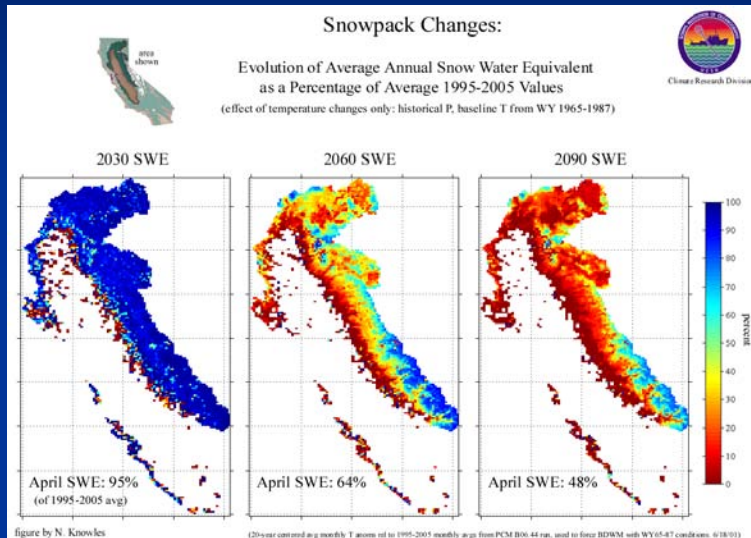 Snowpack Changes:
area
shown
Evolution of Average Annual Snow Water Equivalent
as a Percentage of Average 1995-2005 Values
(effect of temperature changes only: historical P, baseline T from WY 1965-1987)
Climate Research Division
2030 SWE
2060 SWE
2090 SWE
100
90
80
70
60
50
40
30
20
10
0
percent
April SWE: 95%
(of 1995-2005 avg)
April SWE: 64%
April SWE: 48%
figure by N. Knowles
(20-year centered avg monthly T anoms rel to 1995-2005 monthly avgs from PCM B06.44 run, used to force BDWM with WY65-87 conditions. 6/18/01)